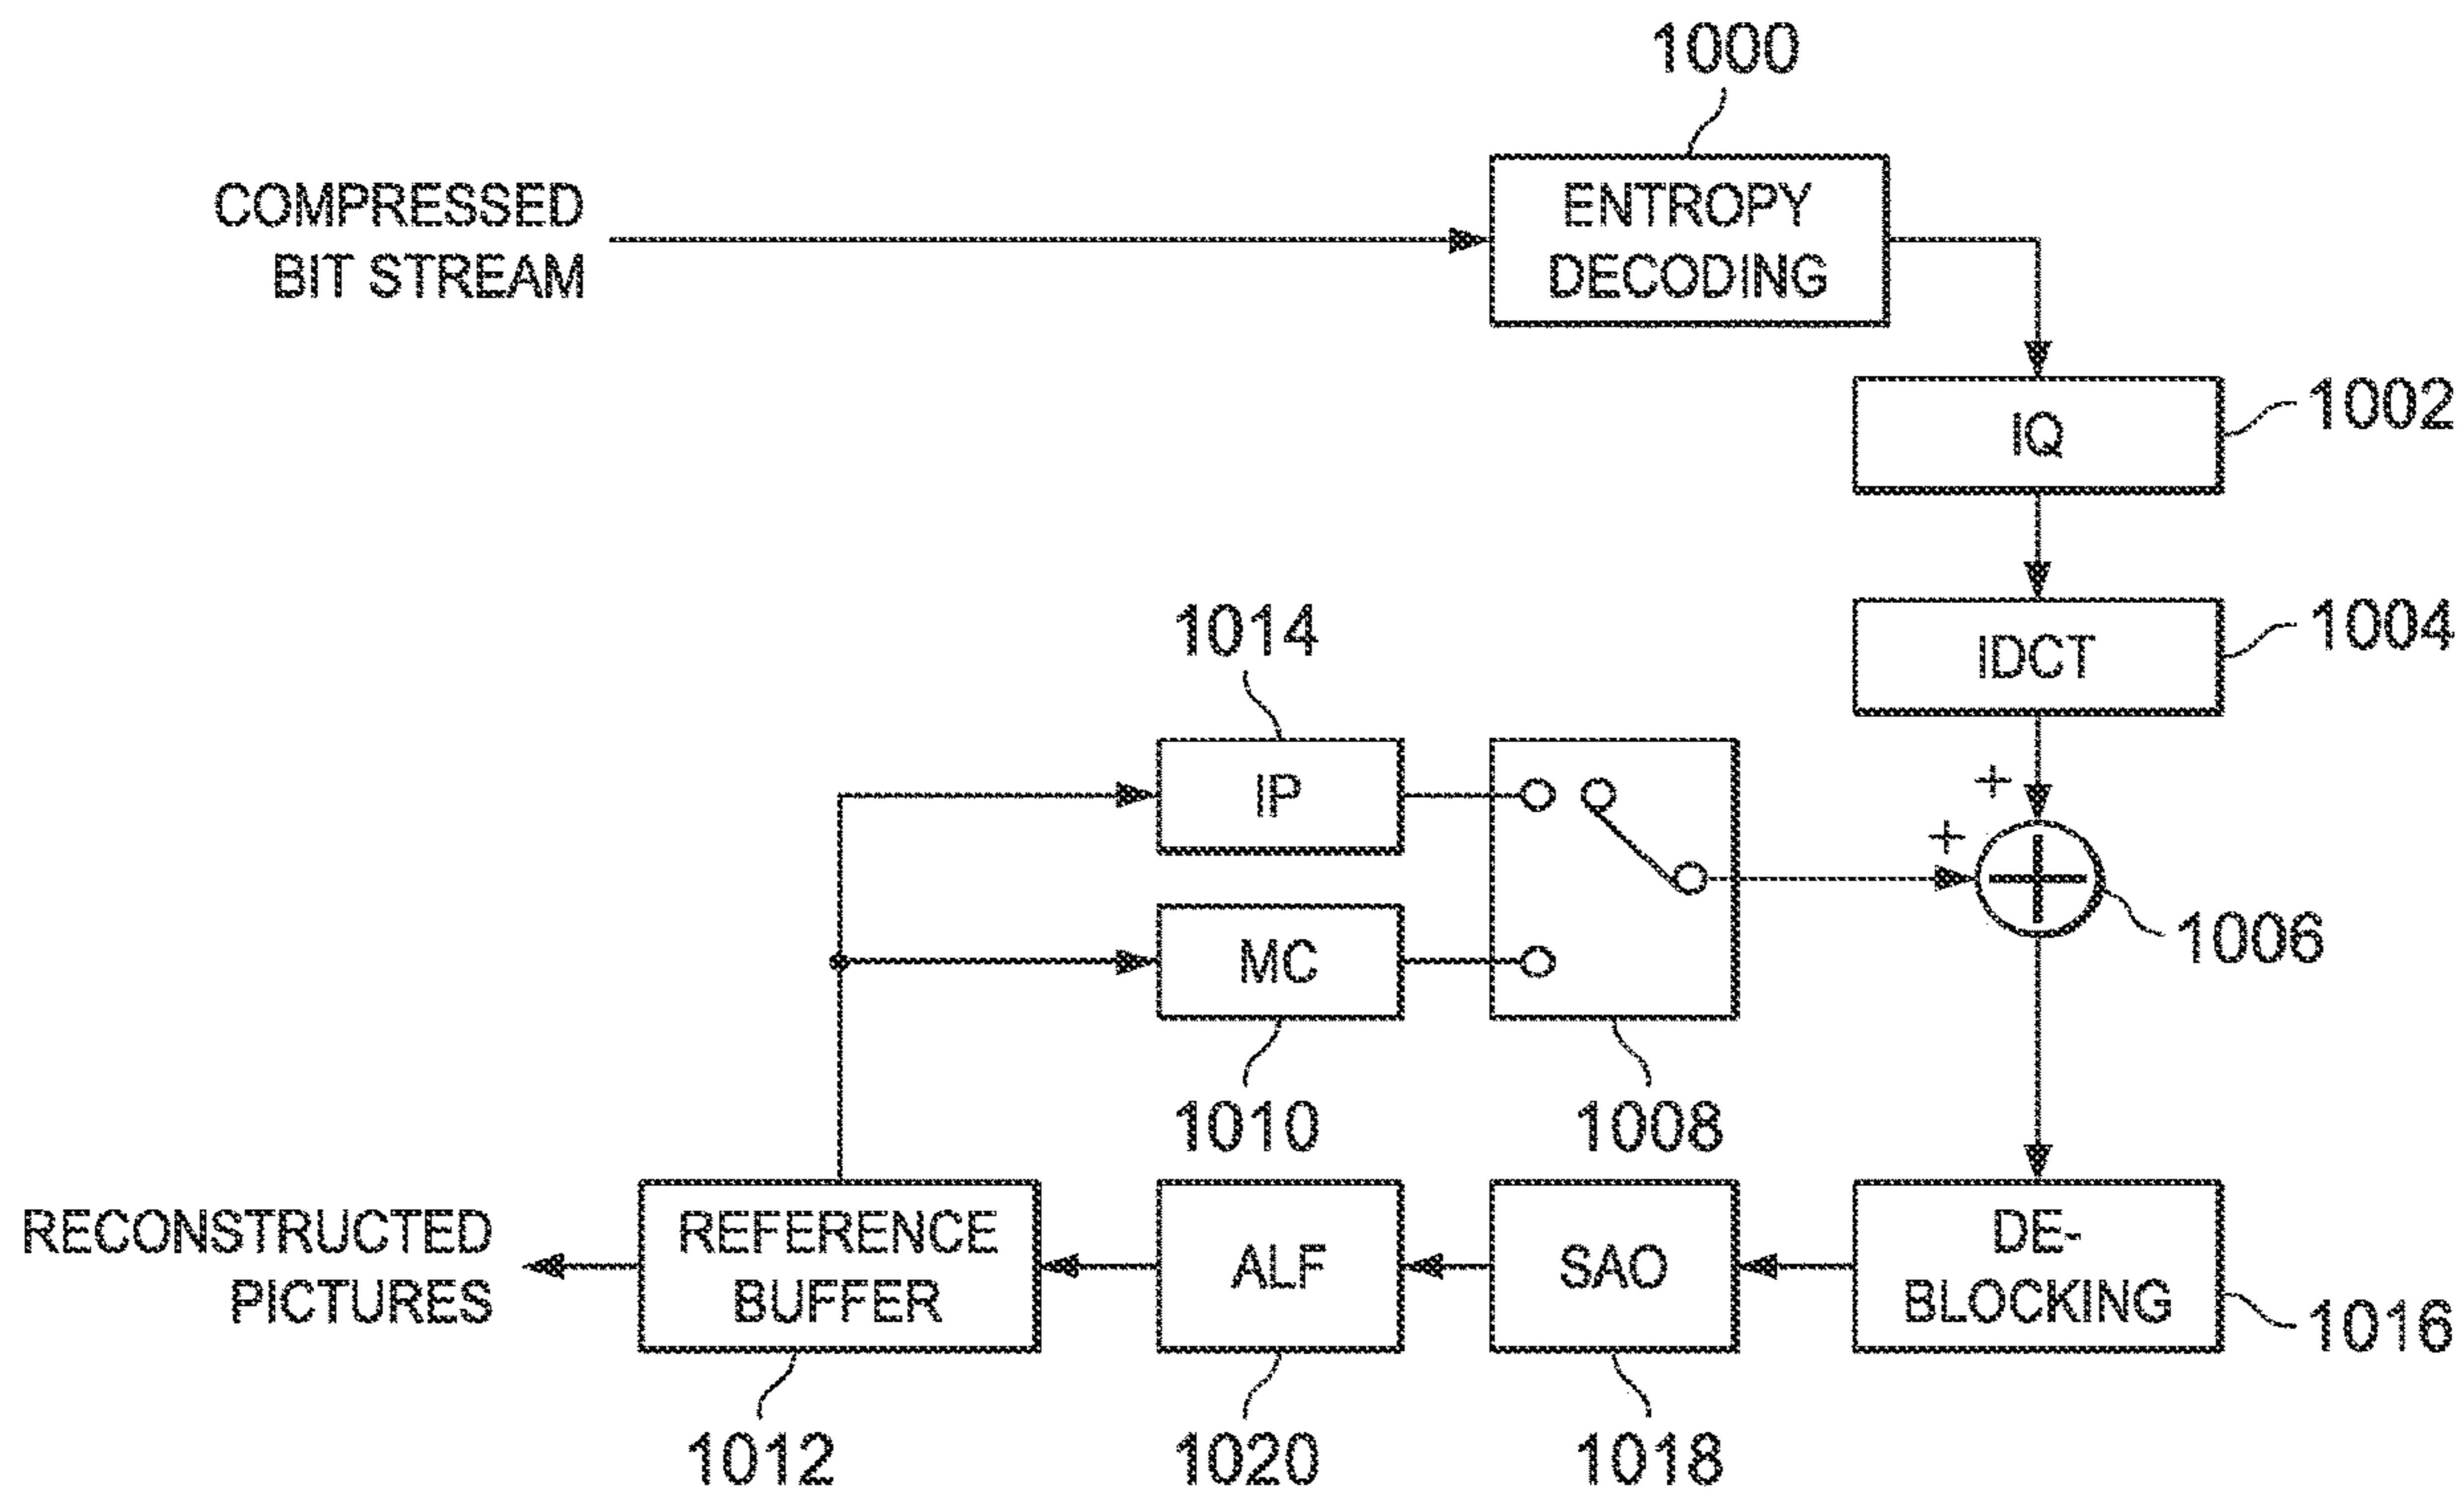 1000
COMPRESSED
BIT STREAM
ENTROPY
DECODING
IQ
1002
IDCT
1004
1014
IP
+
+
1006
MC
1010
1008
RECONSTRUCTED
PICTURES
REFERENCE
BUFFER
ALF
SAO
DE-
BLOCKING
1016
1012
1020
1018